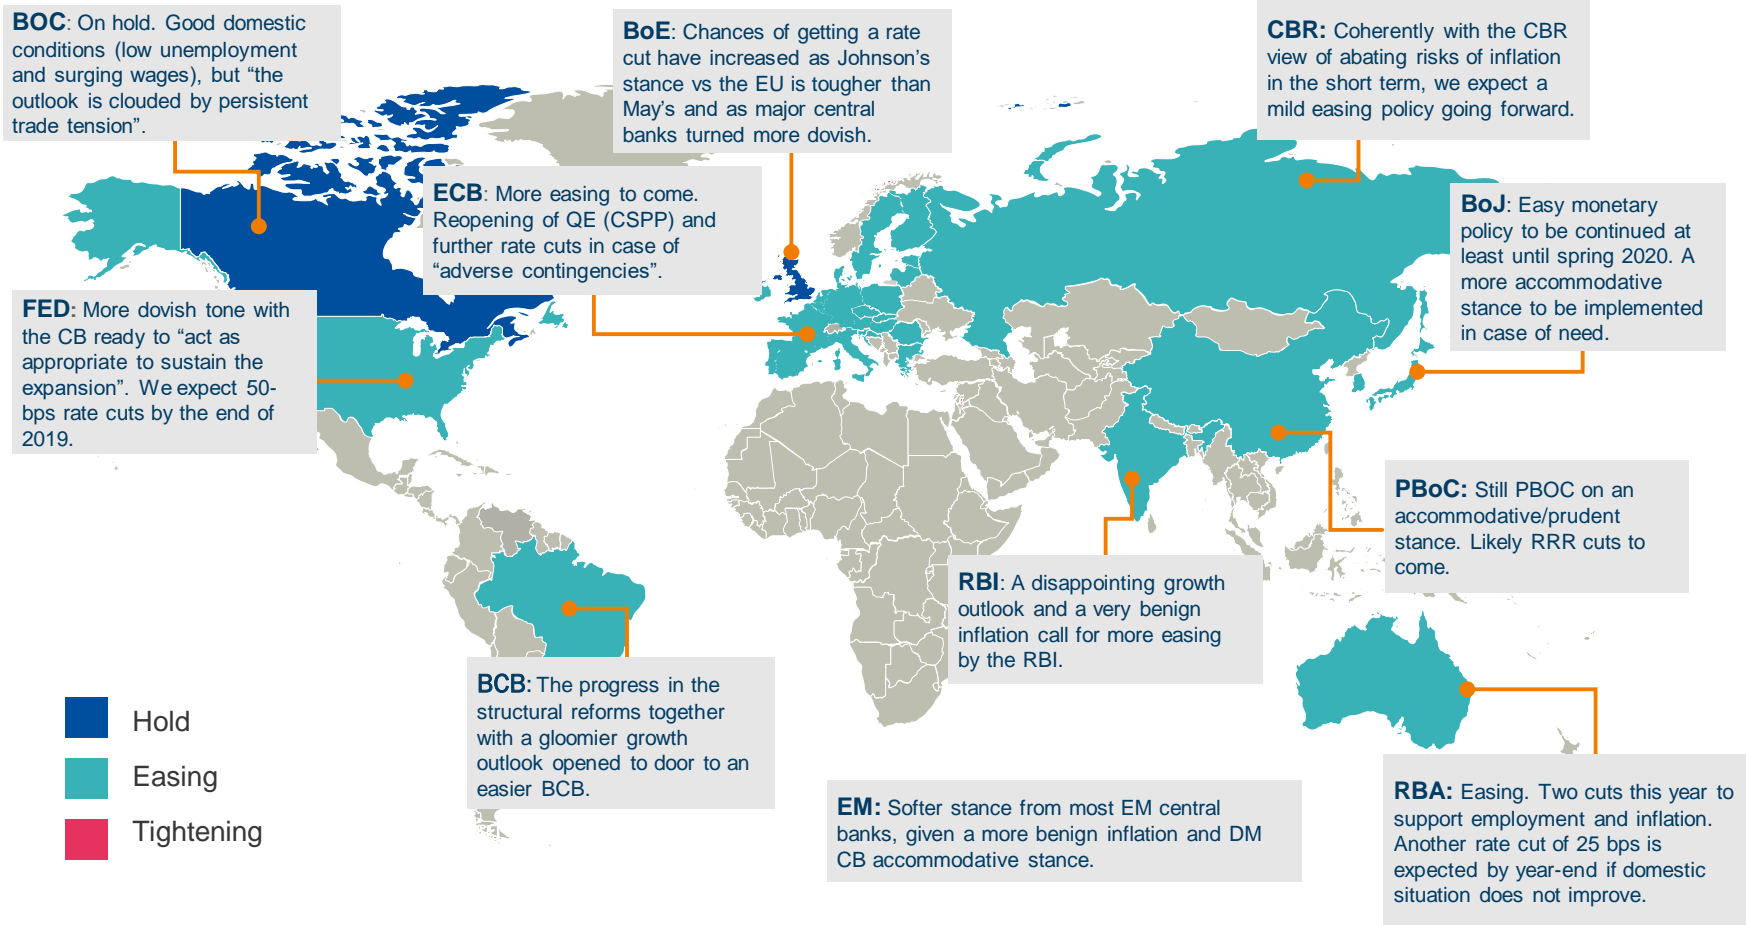 BOC: On hold. Good domestic
conditions (low unemployment
and surging wages), but “the
outlook is clouded by persistent
trade tension”.
BoE: Chances of getting a rate
cut have increased as Johnson’s
stance vs the EU is tougher than
May’s and as major central
banks turned more dovish.
CBR: Coherently with the CBR
view of abating risks of inflation
in the short term, we expect a
mild easing policy going forward.
ECB: More easing to come.
Reopening of QE (CSPP) and
further rate cuts in case of
“adverse contingencies”.
BoJ: Easy monetary
policy to be continued at
least until spring 2020. A
more accommodative
stance to be implemented
in case of need.
FED: More dovish tone with
the CB ready to “act as
appropriate to sustain the
expansion”. We expect 50-
bps rate cuts by the end of
2019.
PBoC: Still PBOC on an
accommodative/prudent
stance. Likely RRR cuts to
come.
RBI: A disappointing growth
outlook and a very benign
inflation call for more easing
by the RBI.
BCB: The progress in the
structural reforms together
with a gloomier growth
outlook opened to door to an
easier BCB.
Hold
Easing
Tightening
EM: Softer stance from most EM central
banks, given a more benign inflation and DM
CB accommodative stance.
RBA: Easing. Two cuts this year to
support employment and inflation.
Another rate cut of 25 bps is
expected by year-end if domestic
situation does not improve.